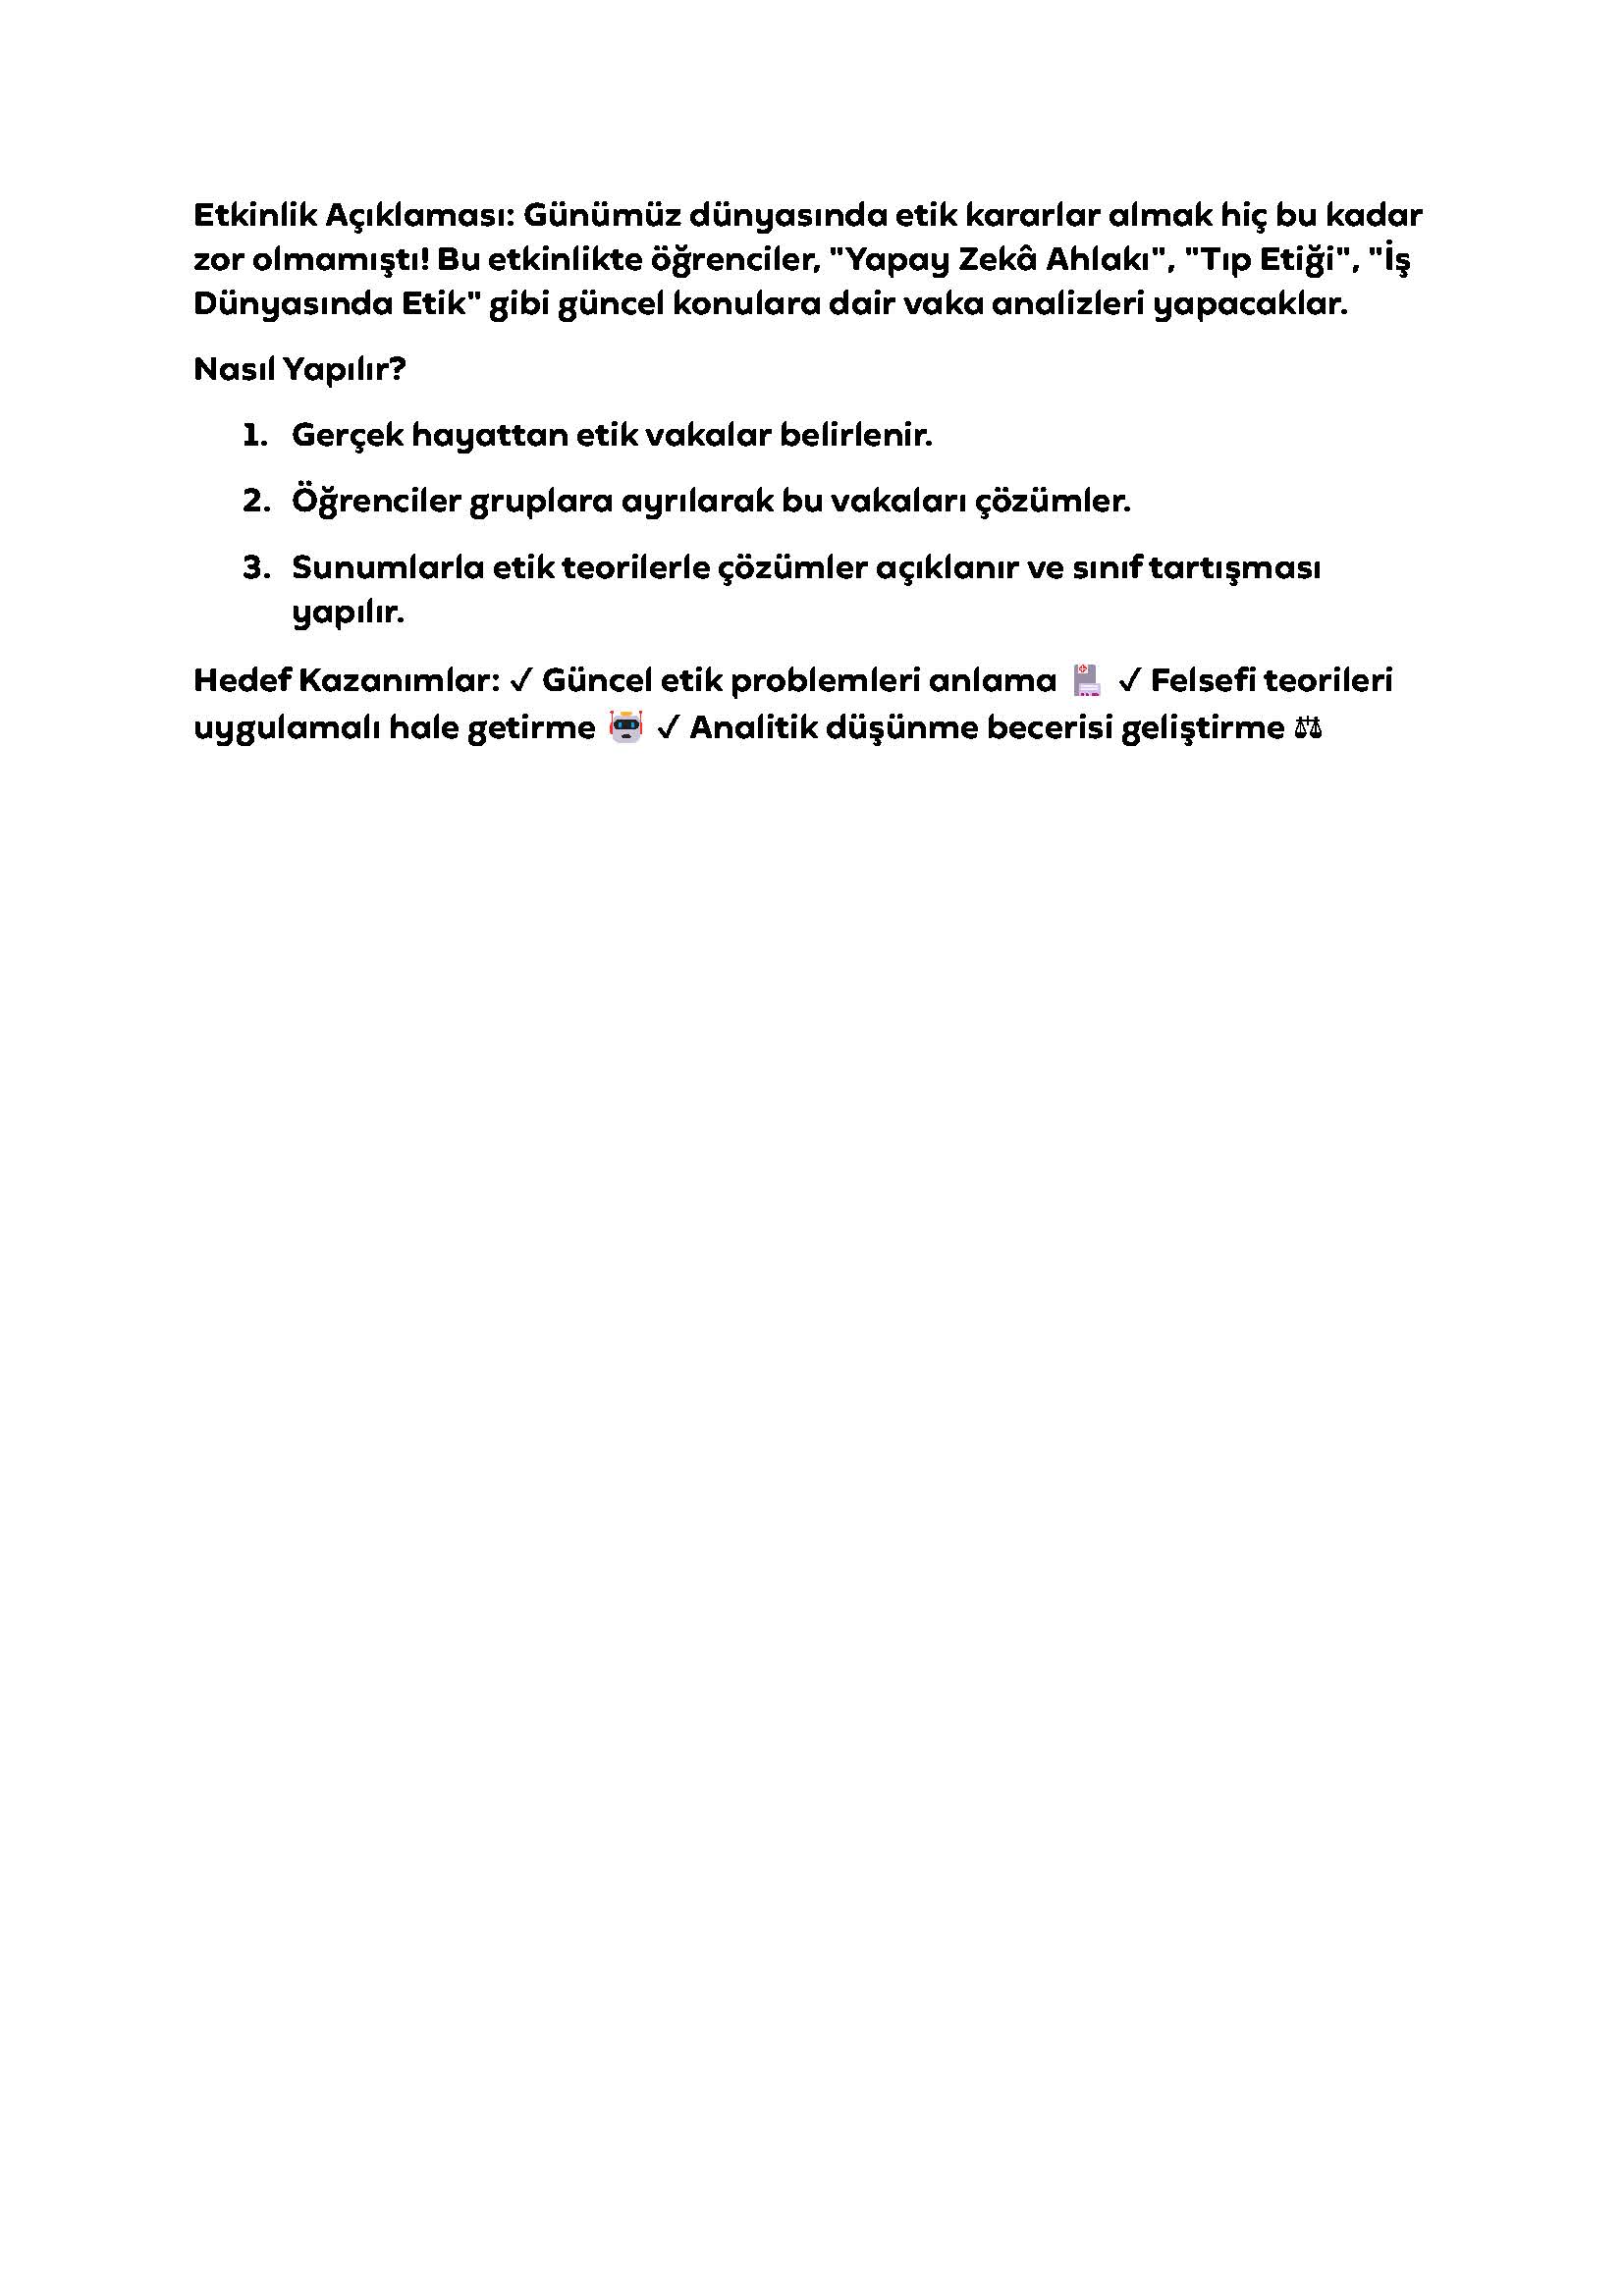 Etkinlik Açıklaması: Günümüz dünyasında etik kararlar almak hiç bu kadar
zor olmamıştı! Bu etkinlikte öğrenciler, "Yapay Zekâ Ahlakı", "Tıp Etiği", "İş
Dünyasında Etik" gibi güncel konulara dair vaka analizleri yapacaklar.
Nasıl Yapılır?
1. Gerçek hayattan etik vakalar belirlenir.
2. Öğrenciler gruplara ayrılarak bu vakaları çözümler.
3. Sunumlarla etik teorilerle çözümler açıklanır ve sınıf tartışması
yapılır.
Hedef Kazanımlar: ✓ Güncel etik problemleri anlama 💾 ✓ Felsefi teorileri
uygulamalı hale getirme 🤖 ✓ Analitik düşünme becerisi geliştirme ⚖⚖